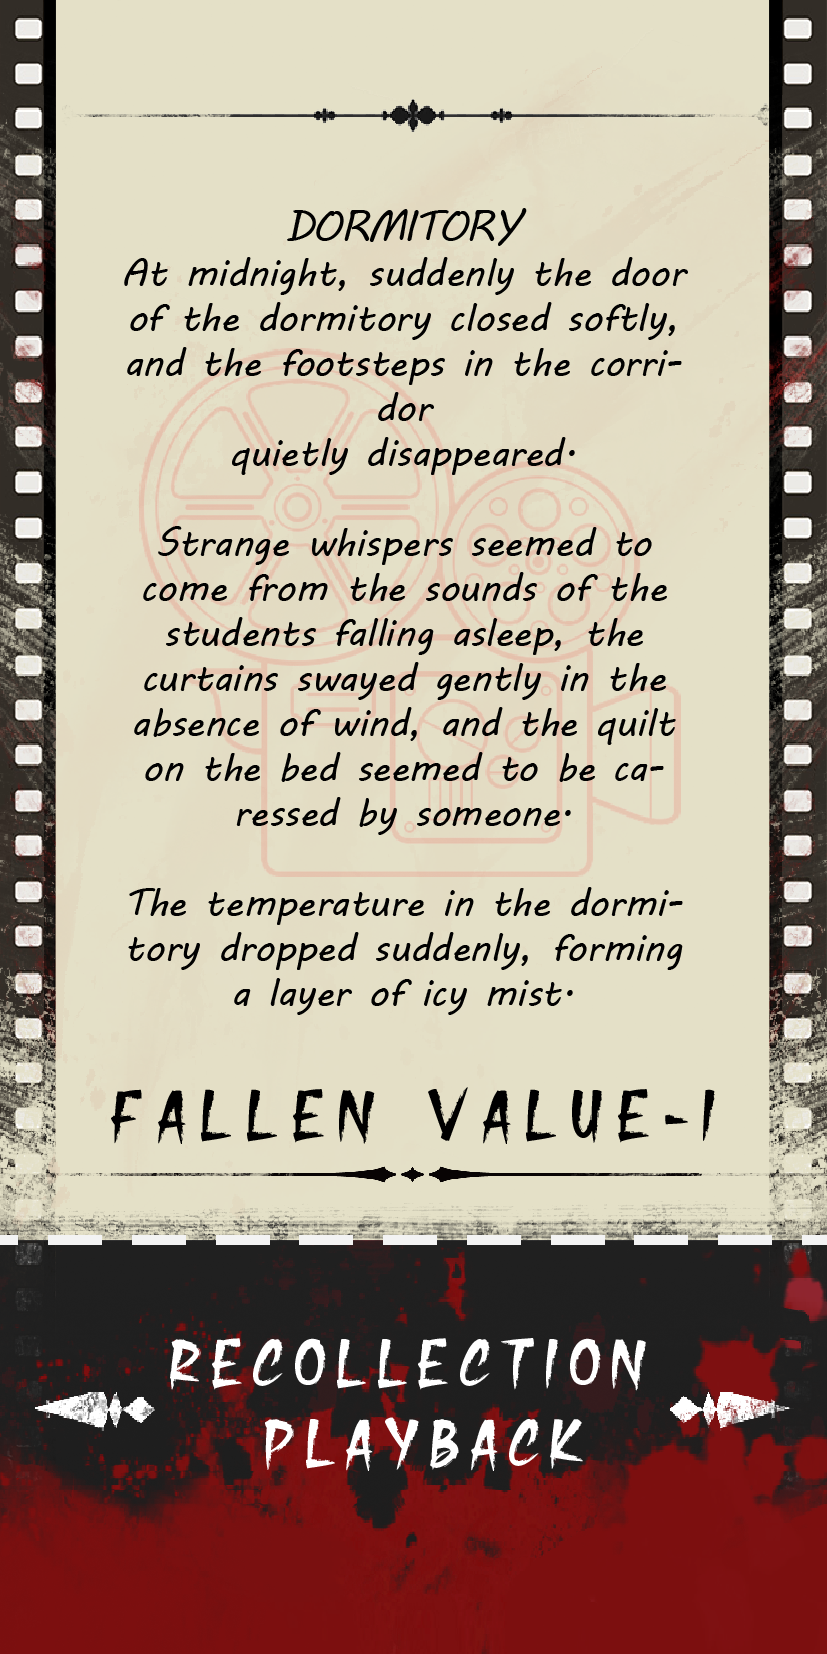 DORMITORY
At midnight, suddenly the door
of the dormitory closed softly,
and the footsteps in the corri-
dor
quietly disappeared·
Strange whispers seemed to
come from the sounds of the
students falling asleep, the
curtains swayed gently in the
absence of wind, and the quilt
on the bed seemed to be ca-
ressed by someone·
The temperature in the dormi-
tory dropped suddenly, forming
a layer of icy mist·
FALLEN VALUE-1
RECOLLECTION
PLAYBACK